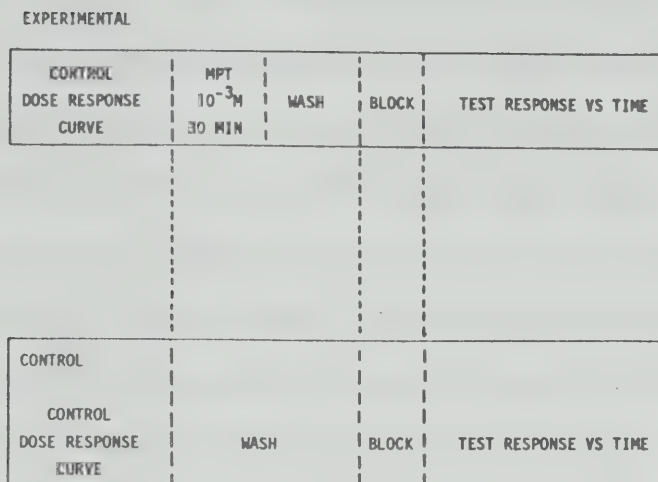 EXPERIMENTAL
CONTROL MPT
DOSE RESPONSE 10⁻³M WASH BLOCK TEST RESPONSE VS TIME
CURVE 30 MIN
CONTROL
CONTROL
DOSE RESPONSE WASH BLOCK TEST RESPONSE VS TIME
CURVE